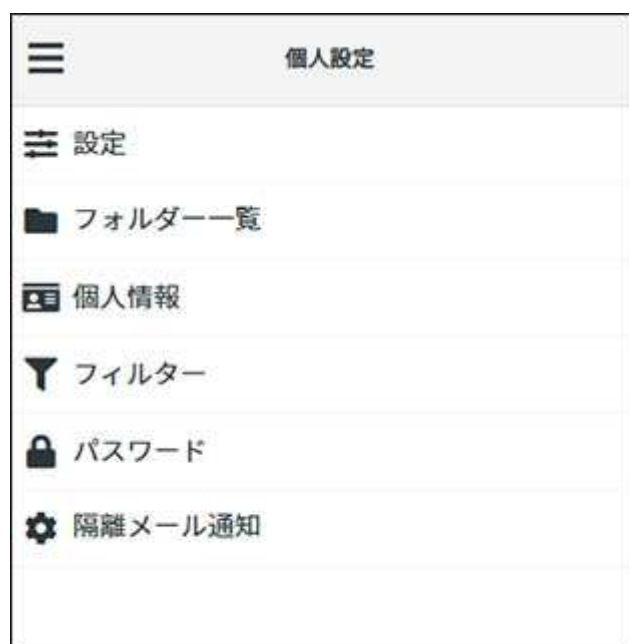 個人設定
設定
フォルダー一覧
個人情報
フィルター
パスワード
隔離メール通知